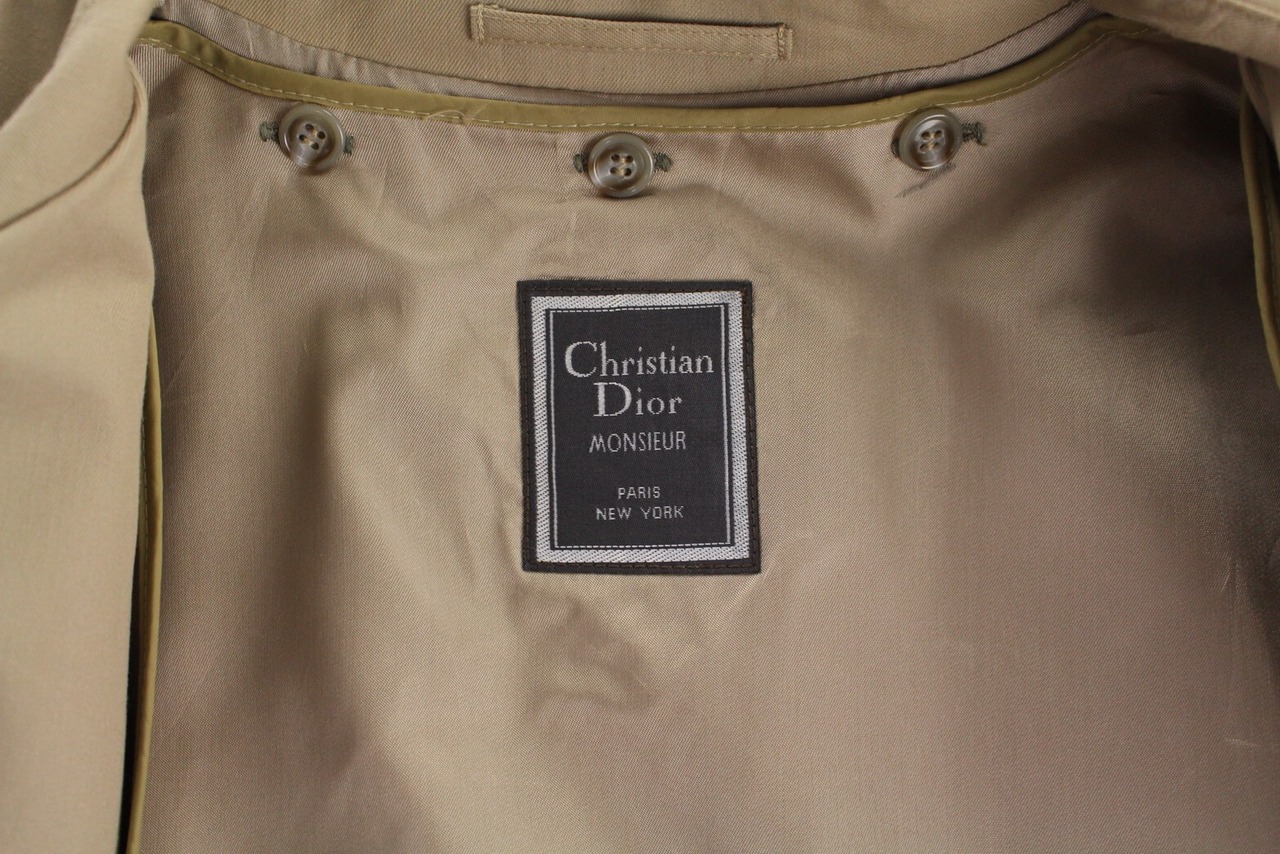 Christian
Dior
MONSIEUR
PARIS
NEW YORK